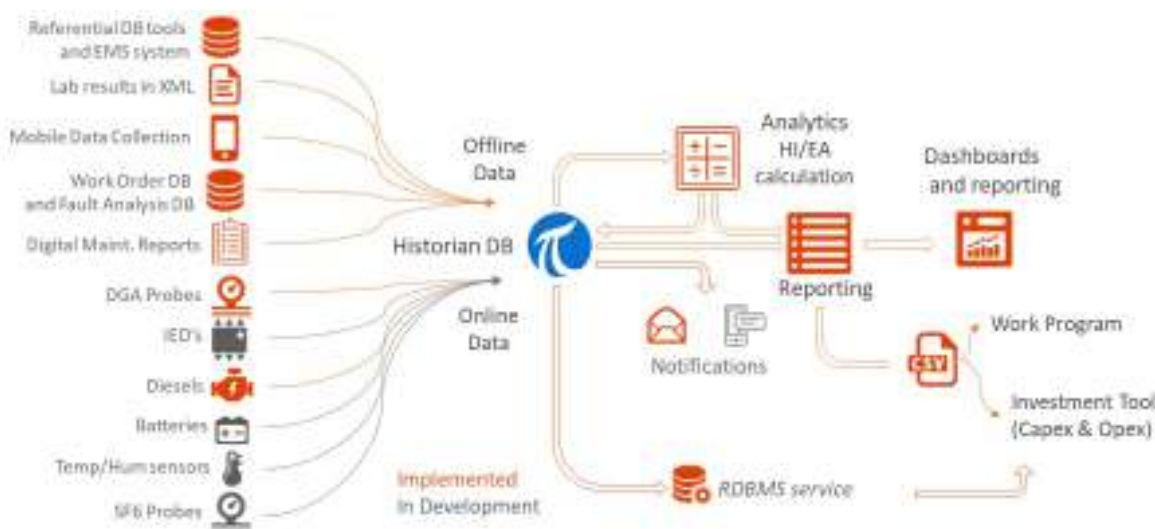 Referential DB tools
and EMS system
Lab results in XML
Mobile Data Collection
Work Order DB
and Fault Analysis DB
Digital Maint. Reports
DGA Probes
IED's
Diesels
Batteries
Temp/Hum sensors
SF6 Probes
Offline
Data
Historian DB
Online
Data
Implemented
In Development
Analytics
HI/EA
calculation
Reporting
Notifications
RDBMS service
Dashboards
and reporting
CSV
Work Program
Investment Tool
(Capex & Opex)